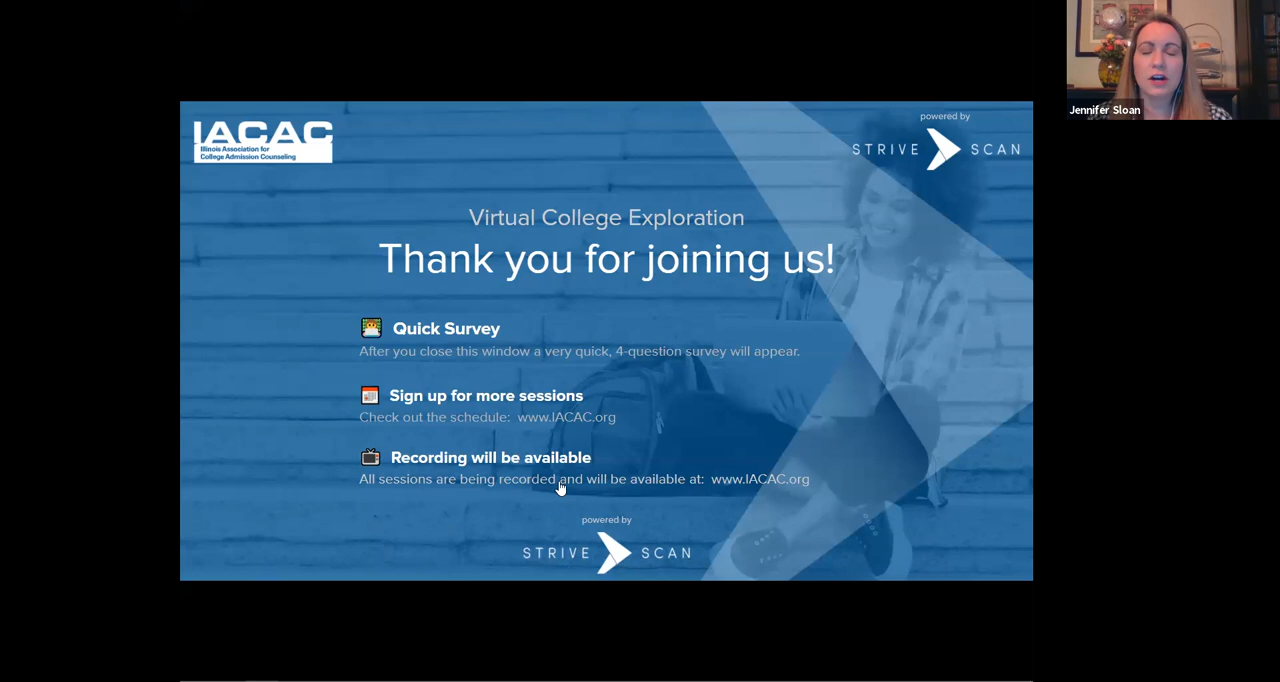 Jennifer Sloan
IACAC
Illinois Association for
College Admission Counseling
powered by
STRIVE SCAN
Virtual College Exploration
Thank you for joining us!
Quick Survey
After you close this window a very quick, 4-question survey will appear.
Sign up for more sessions
Check out the schedule: www.IACAC.org
Recording will be available
All sessions are being recorded and will be available at: www.IACAC.org
powered by
STRIVE SCAN